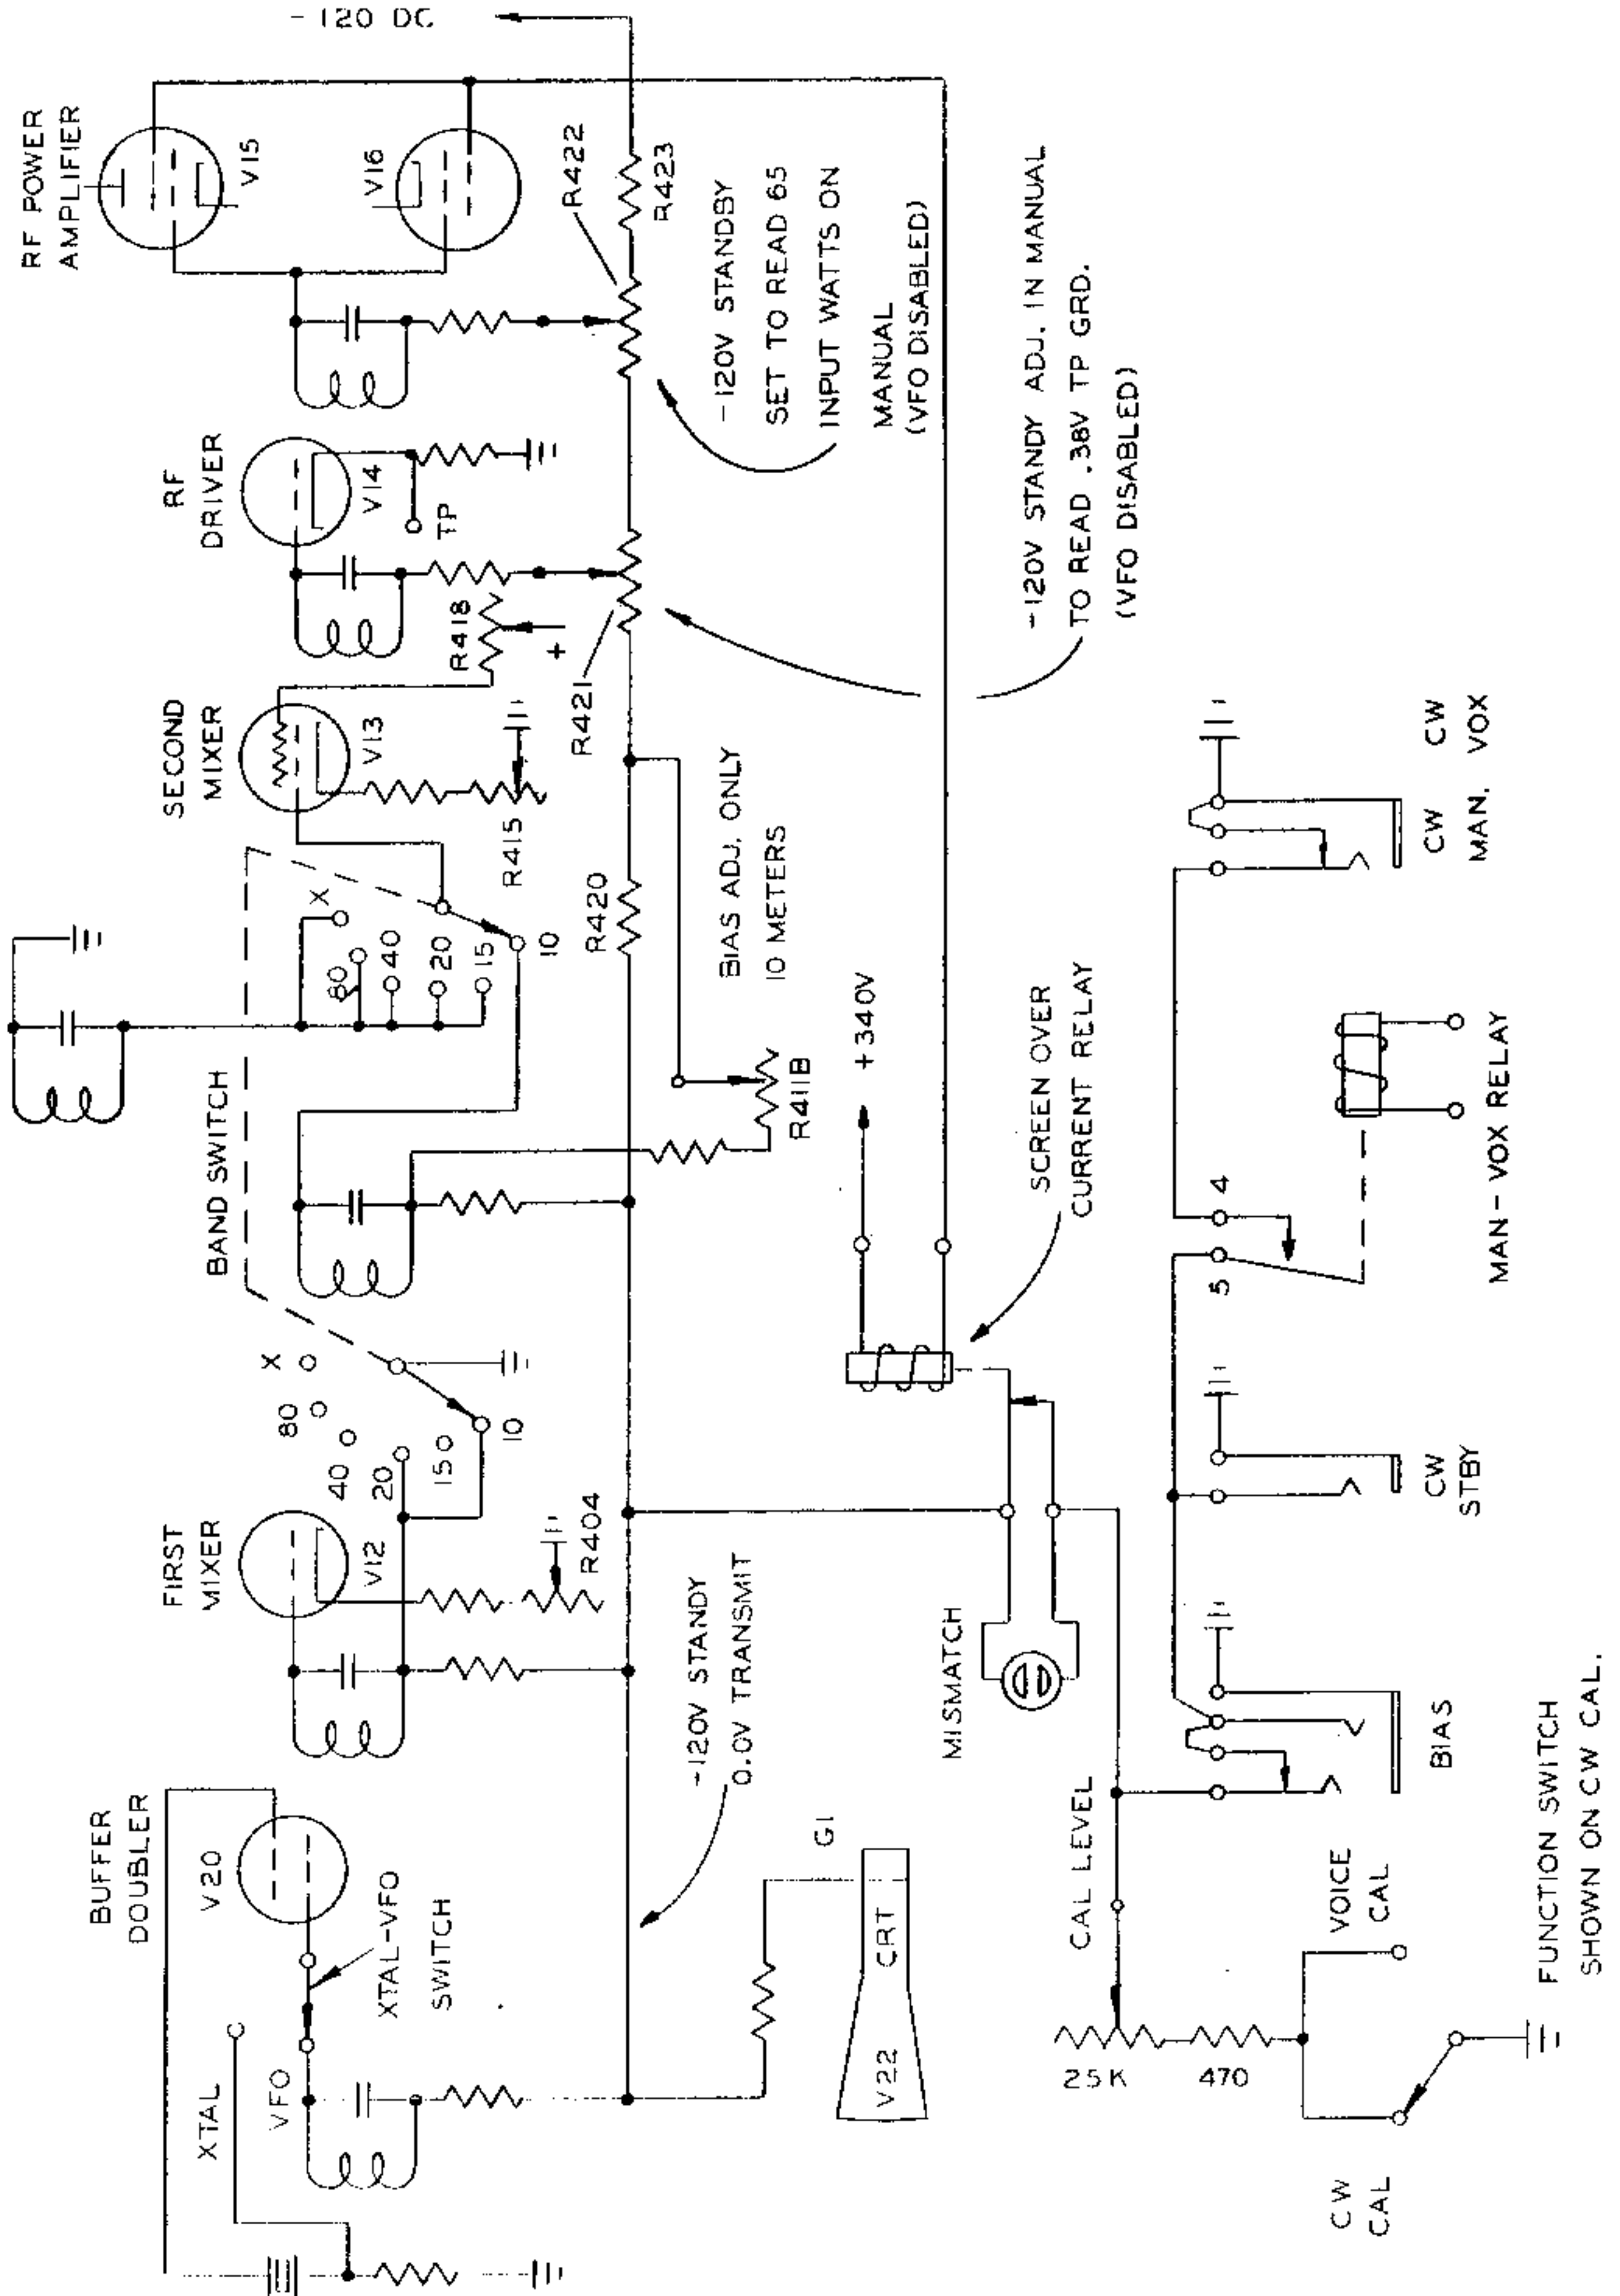 -120 DC
RF POWER
AMPLIFIER
V15
V16
R422
R423
-120V STANDBY
SET TO READ 65
INPUT WATTS ON
MANUAL
(VFO DISABLED)
RF
DRIVER
V14
TP
R418
+
R421
-120V STANDY ADJ. IN MANUAL
TO READ .38V TP GRD.
(VFO DISABLED)
SECOND
MIXER
V13
R415
X
80
40
20
15
10
R420
BIAS ADJ. ONLY
10 METERS
R411B
BAND SWITCH
+340V
SCREEN OVER
CURRENT RELAY
X
80
40
20
15
10
FIRST
MIXER
V12
R404
-120V STANDY
0.0V TRANSMIT
MISMATCH
BUFFER
DOUBLER
V20
XTAL-VFO
SWITCH
XTAL
VFO
G1
V22 CRT
CAL LEVEL
25K
470
VOICE
CAL
CW
CAL
FUNCTION SWITCH
SHOWN ON CW CAL.
BIAS
CW
STBY
5 4
MAN-VOX RELAY
CW CW
MAN. VOX